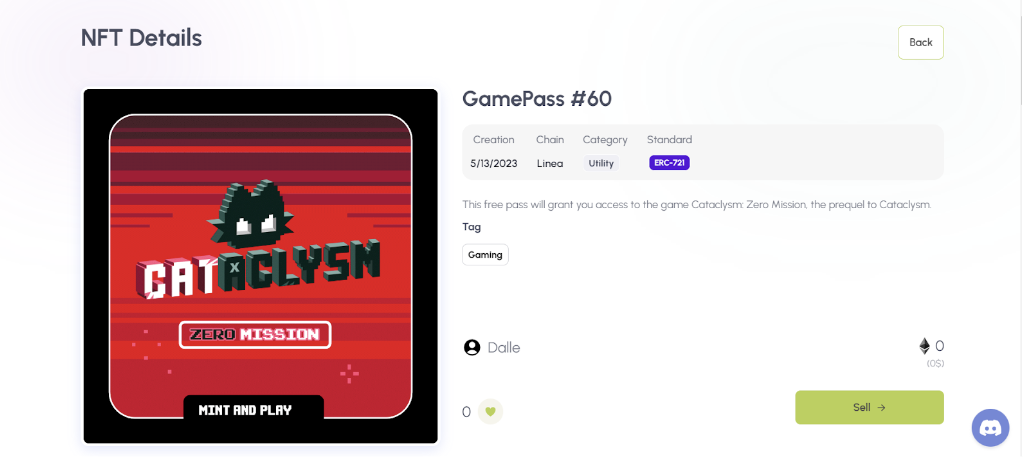 NFT Details
Back
GamePass #60
Creation Chain Category Standard
5/13/2023 Linea Utility ERC-721
This free pass will grant you access to the game Cataclysm: Zero Mission, the prequel to Cataclysm.
Tag
Gaming
CATACLYSM
ZERO MISSION
MINT AND PLAY
Dalle
0
(0$)
0
Sell →